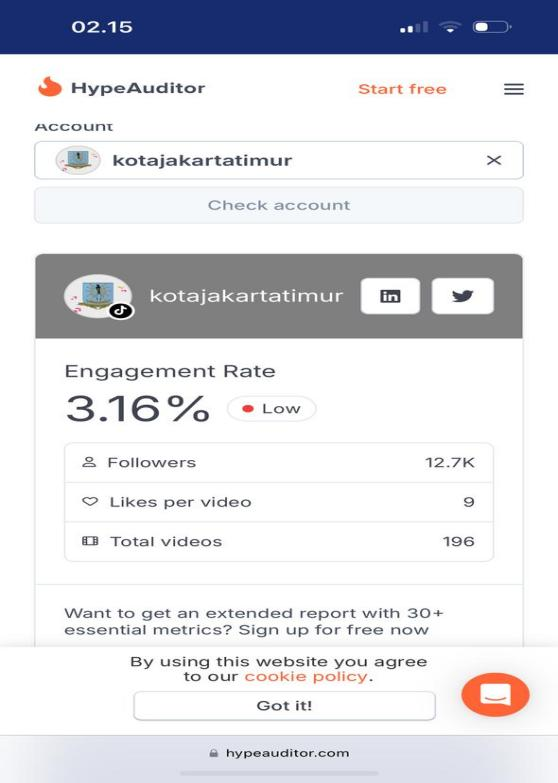 02.15
HypeAuditor
Start free
Account
kotajakartatimur
Check account
kotajakartatimur
Engagement Rate
3.16%
Low
Followers 12.7K
Likes per video 9
Total videos 196
Want to get an extended report with 30+
essential metrics? Sign up for free now
By using this website you agree
to our cookie policy.
Got it!
hypeauditor.com